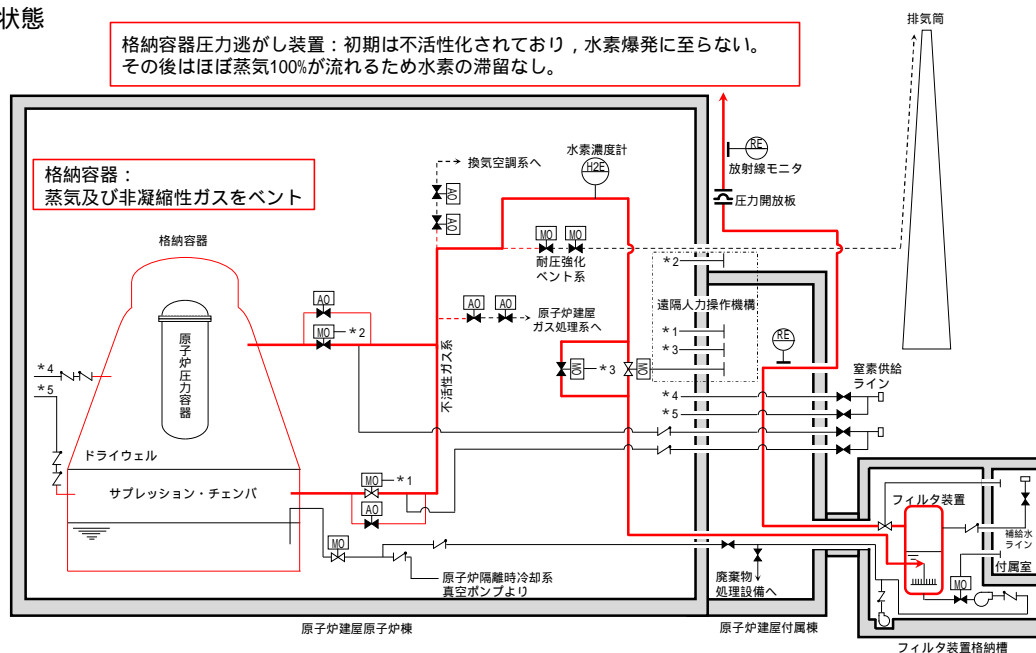 状態
格納容器圧力逃がし装置：初期は不活性化されており，水素爆発に至らない。
その後はほぼ蒸気100%が流れるため水素の滞留なし。
排気筒
格納容器：
蒸気及び非凝縮性ガスをベント
換気空調系へ
水素濃度計
H2E
RE
放射線モニタ
圧力開放板
AO
AO
格納容器
MO
MO
耐圧強化
ベント系
*2
遠隔人力操作機構
AO
MO
*2
AO
AO
原子炉建屋
ガス処理系へ
*1
*3
RE
原子炉圧力容器
不活性ガス系
MO
*3
MO
*4
*5
窒素供給
ライン
*4
*5
ドライウェル
サプレッション・チェンバ
MO
*1
AO
MO
原子炉隔離時冷却系
真空ポンプより
廃棄物
処理設備へ
フィルタ装置
補給水
ライン
付属室
MO
原子炉建屋原子炉棟
原子炉建屋付属棟
フィルタ装置格納槽